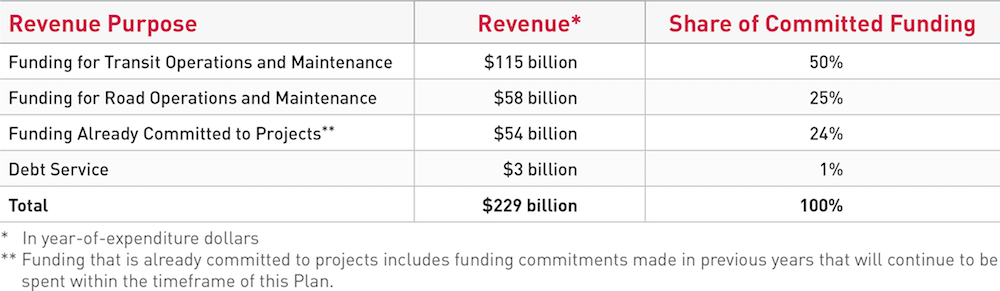 Revenue Purpose Revenue* Share of Committed Funding
Funding for Transit Operations and Maintenance $115 billion 50%
Funding for Road Operations and Maintenance $58 billion 25%
Funding Already Committed to Projects** $54 billion 24%
Debt Service $3 billion 1%
Total $229 billion 100%
* In year-of-expenditure dollars
** Funding that is already committed to projects includes funding commitments made in previous years that will continue to be
spent within the timeframe of this Plan.